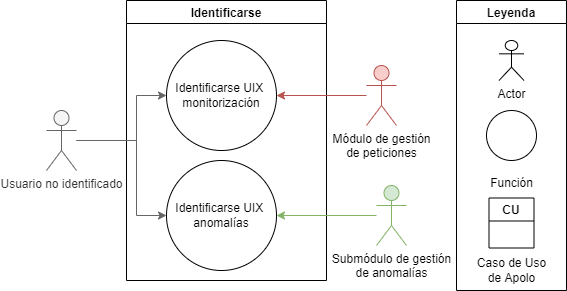 Identificarse
Identificarse UIX
monitorización
Módulo de gestión
de peticiones
Usuario no identificado
Identificarse UIX
anomalías
Submódulo de gestión
de anomalías
Leyenda
Actor
Función
CU
Caso de Uso
de Apolo